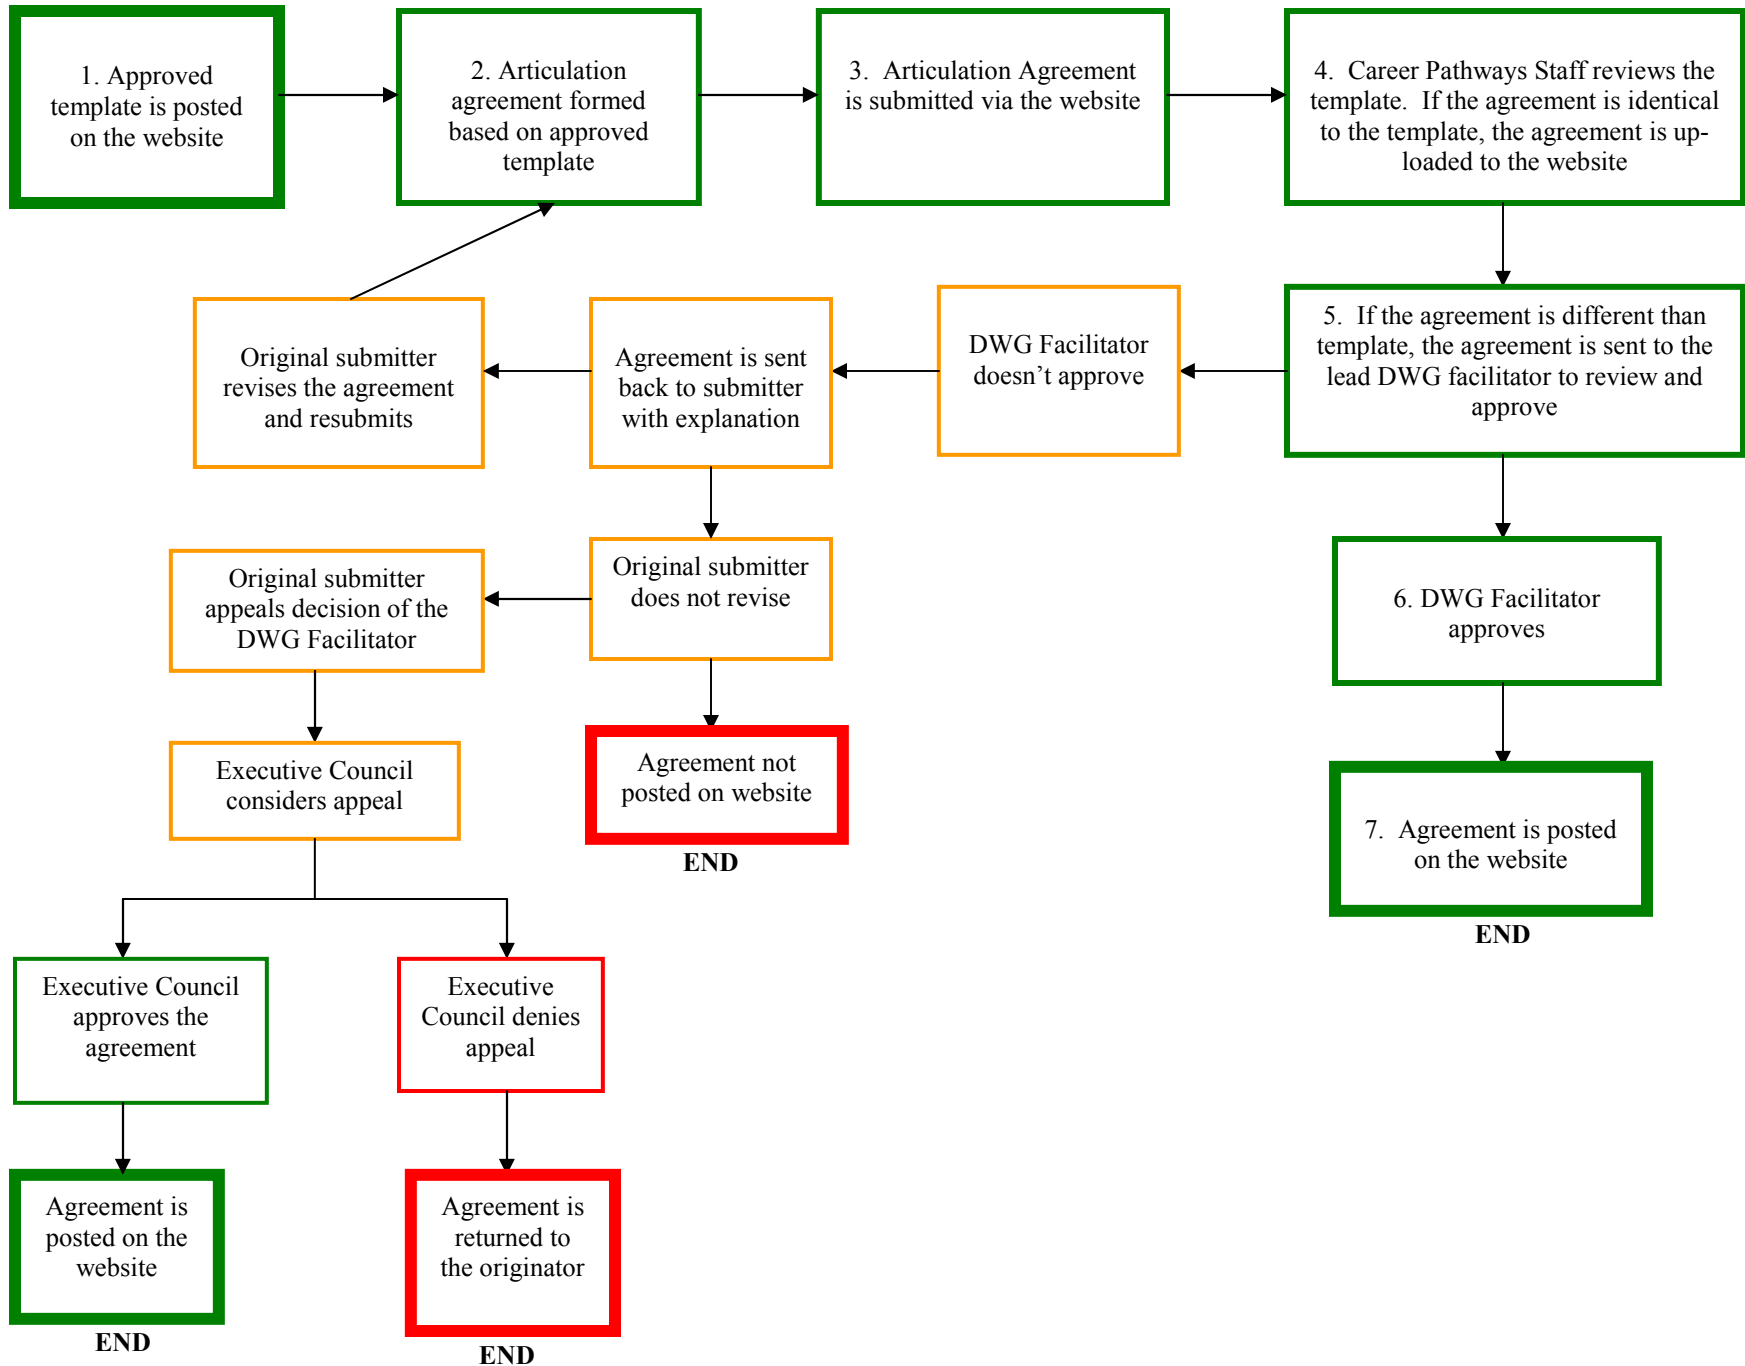 1. Approved
template is posted
on the website
2. Articulation
agreement formed
based on approved
template
3. Articulation Agreement
is submitted via the website
4. Career Pathways Staff reviews the
template. If the agreement is identical
to the template, the agreement is up-
loaded to the website
Original submitter
revises the agreement
and resubmits
Agreement is sent
back to submitter
with explanation
DWG Facilitator
doesn’t approve
5. If the agreement is different than
template, the agreement is sent to the
lead DWG facilitator to review and
approve
Original submitter
appeals decision of the
DWG Facilitator
Original submitter
does not revise
6. DWG Facilitator
approves
Executive Council
considers appeal
Agreement not
posted on website
END
7. Agreement is posted
on the website
END
Executive Council
approves the
agreement
Executive
Council denies
appeal
Agreement is
posted on the
website
END
Agreement is
returned to
the originator
END